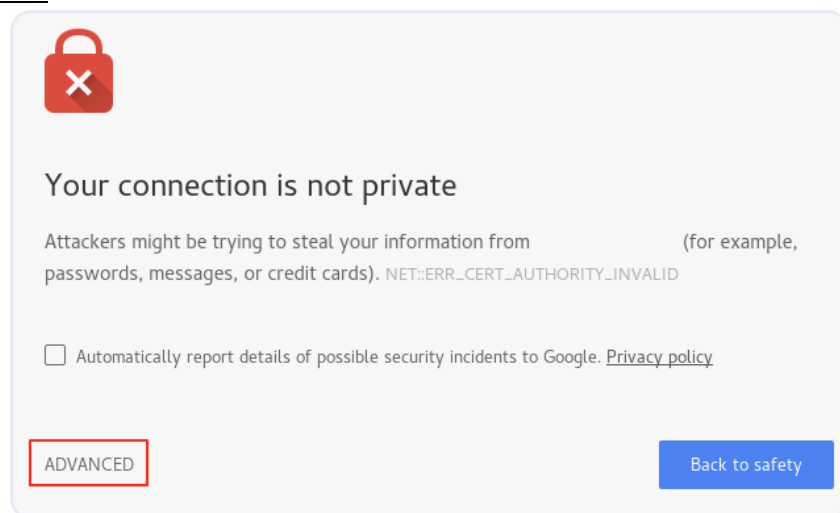 Your connection is not private
Attackers might be trying to steal your information from (for example,
passwords, messages, or credit cards). NET::ERR_CERT_AUTHORITY_INVALID
Automatically report details of possible security incidents to Google. Privacy policy
ADVANCED
Back to safety